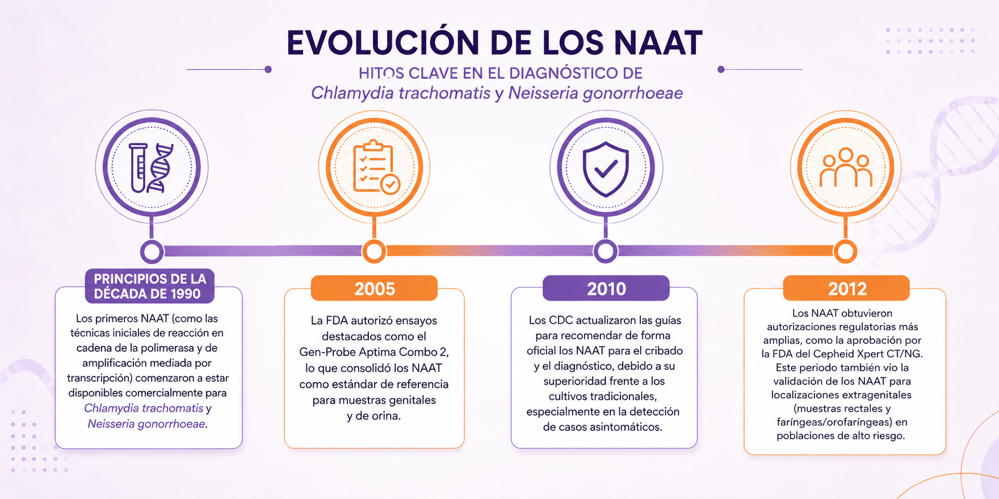 EVOLUCIÓN DE LOS NAAT
HITOS CLAVE EN EL DIAGNÓSTICO DE
Chlamydia trachomatis y Neisseria gonorrhoeae
PRINCIPIOS DE LA
DÉCADA DE 1990
Los primeros NAAT (como las
técnicas iniciales de reacción en
cadena de la polimerasa y de
amplificación mediada por
transcripción) comenzaron a estar
disponibles comercialmente para
Chlamydia trachomatis y
Neisseria gonorrhoeae.
2005
La FDA autorizó ensayos
destacados como el
Gen-Probe Aptima Combo 2,
lo que consolidó los NAAT
como estándar de referencia
para muestras genitales
y de orina.
2010
Los CDC actualizaron las guías
para recomendar de forma
oficial los NAAT para el cribado
y el diagnóstico, debido a su
superioridad frente a los
cultivos tradicionales,
especialmente en la detección
de casos asintomáticos.
2012
Los NAAT obtuvieron
autorizaciones regulatorias más
amplias, como la aprobación por
la FDA del Cepheid Xpert CT/NG.
Este periodo también vio la
validación de los NAAT para
localizaciones extragenitales
(muestras rectales y
faríngeas/orofaríngeas) en
poblaciones de alto riesgo.